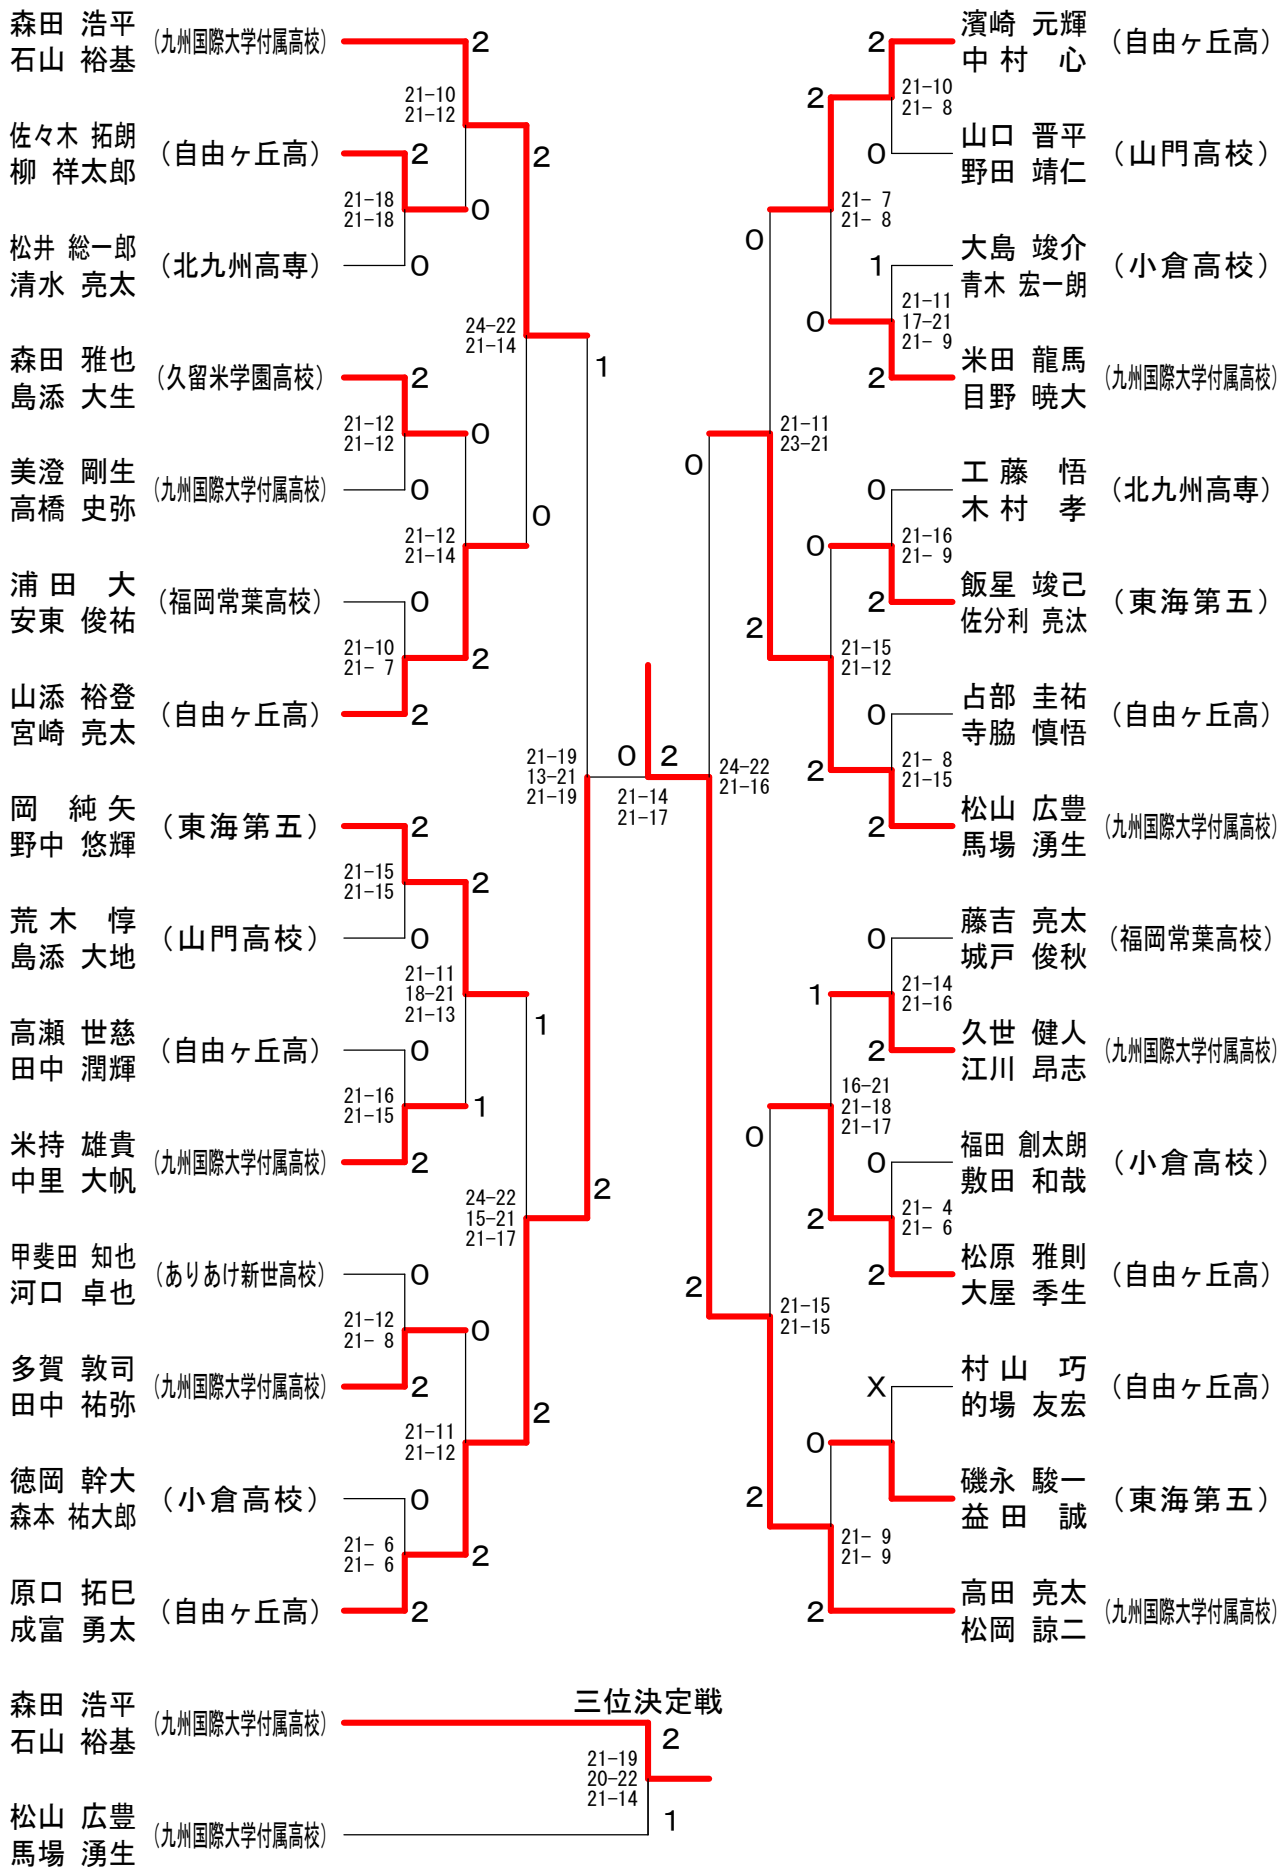 森田 浩平
石山 裕基
(九州国際大学付属高校)
2
21-10
21-12
2
佐々木 拓朗
柳 祥太郎
(自由ヶ丘高)
2
21-18
21-18
0
松井 総一郎
清水 亮太
(北九州高専)
0
24-22
21-14
1
森田 雅也
島添 大生
(久留米学園高校)
2
21-12
21-12
0
美澄 剛生
高橋 史弥
(九州国際大学付属高校)
0
21-12
21-14
0
浦田 大
安東 俊祐
(福岡常葉高校)
0
21-10
21- 7
2
山添 裕登
宮崎 亮太
(自由ヶ丘高)
2
21-19
13-21
21-19
岡 純矢
野中 悠輝
(東海第五)
2
21-15
21-15
2
荒木 惇
島添 大地
(山門高校)
0
21-11
18-21
21-13
1
高瀬 世慈
田中 潤輝
(自由ヶ丘高)
0
21-16
21-15
1
米持 雄貴
中里 大帆
(九州国際大学付属高校)
2
24-22
15-21
21-17
2
甲斐田 知也
河口 卓也
(ありあけ新世高校)
0
21-12
21- 8
0
多賀 敦司
田中 祐弥
(九州国際大学付属高校)
2
21-11
21-12
2
徳岡 幹大
森本 祐大郎
(小倉高校)
0
21- 6
21- 6
2
原口 拓巳
成富 勇太
(自由ヶ丘高)
2
0
2
21-14
21-17
濱崎 元輝
中村 心
(自由ヶ丘高)
2
21-10
21- 8
2
山口 晋平
野田 靖仁
(山門高校)
0
21- 7
21- 8
0
大島 竣介
青木 宏一朗
(小倉高校)
1
21-11
17-21
21- 9
0
米田 龍馬
目野 暁大
(九州国際大学付属高校)
2
21-11
23-21
0
工藤 悟
木村 孝
(北九州高専)
0
21-16
21- 9
0
飯星 竣己
佐分利 亮汰
(東海第五)
2
21-15
21-12
2
占部 圭祐
寺脇 慎悟
(自由ヶ丘高)
0
21- 8
21-15
2
松山 広豊
馬場 湧生
(九州国際大学付属高校)
2
24-22
21-16
藤吉 亮太
城戸 俊秋
(福岡常葉高校)
0
21-14
21-16
1
久世 健人
江川 昂志
(九州国際大学付属高校)
2
16-21
21-18
21-17
0
福田 創太朗
敷田 和哉
(小倉高校)
0
21- 4
21- 6
2
松原 雅則
大屋 季生
(自由ヶ丘高)
2
21-15
21-15
2
村山 巧
的場 友宏
(自由ヶ丘高)
X
0
磯永 駿一
益田 誠
(東海第五)
21- 9
21- 9
2
高田 亮太
松岡 諒二
(九州国際大学付属高校)
2
三位決定戦
森田 浩平
石山 裕基
(九州国際大学付属高校)
2
21-19
20-22
21-14
松山 広豊
馬場 湧生
(九州国際大学付属高校)
1